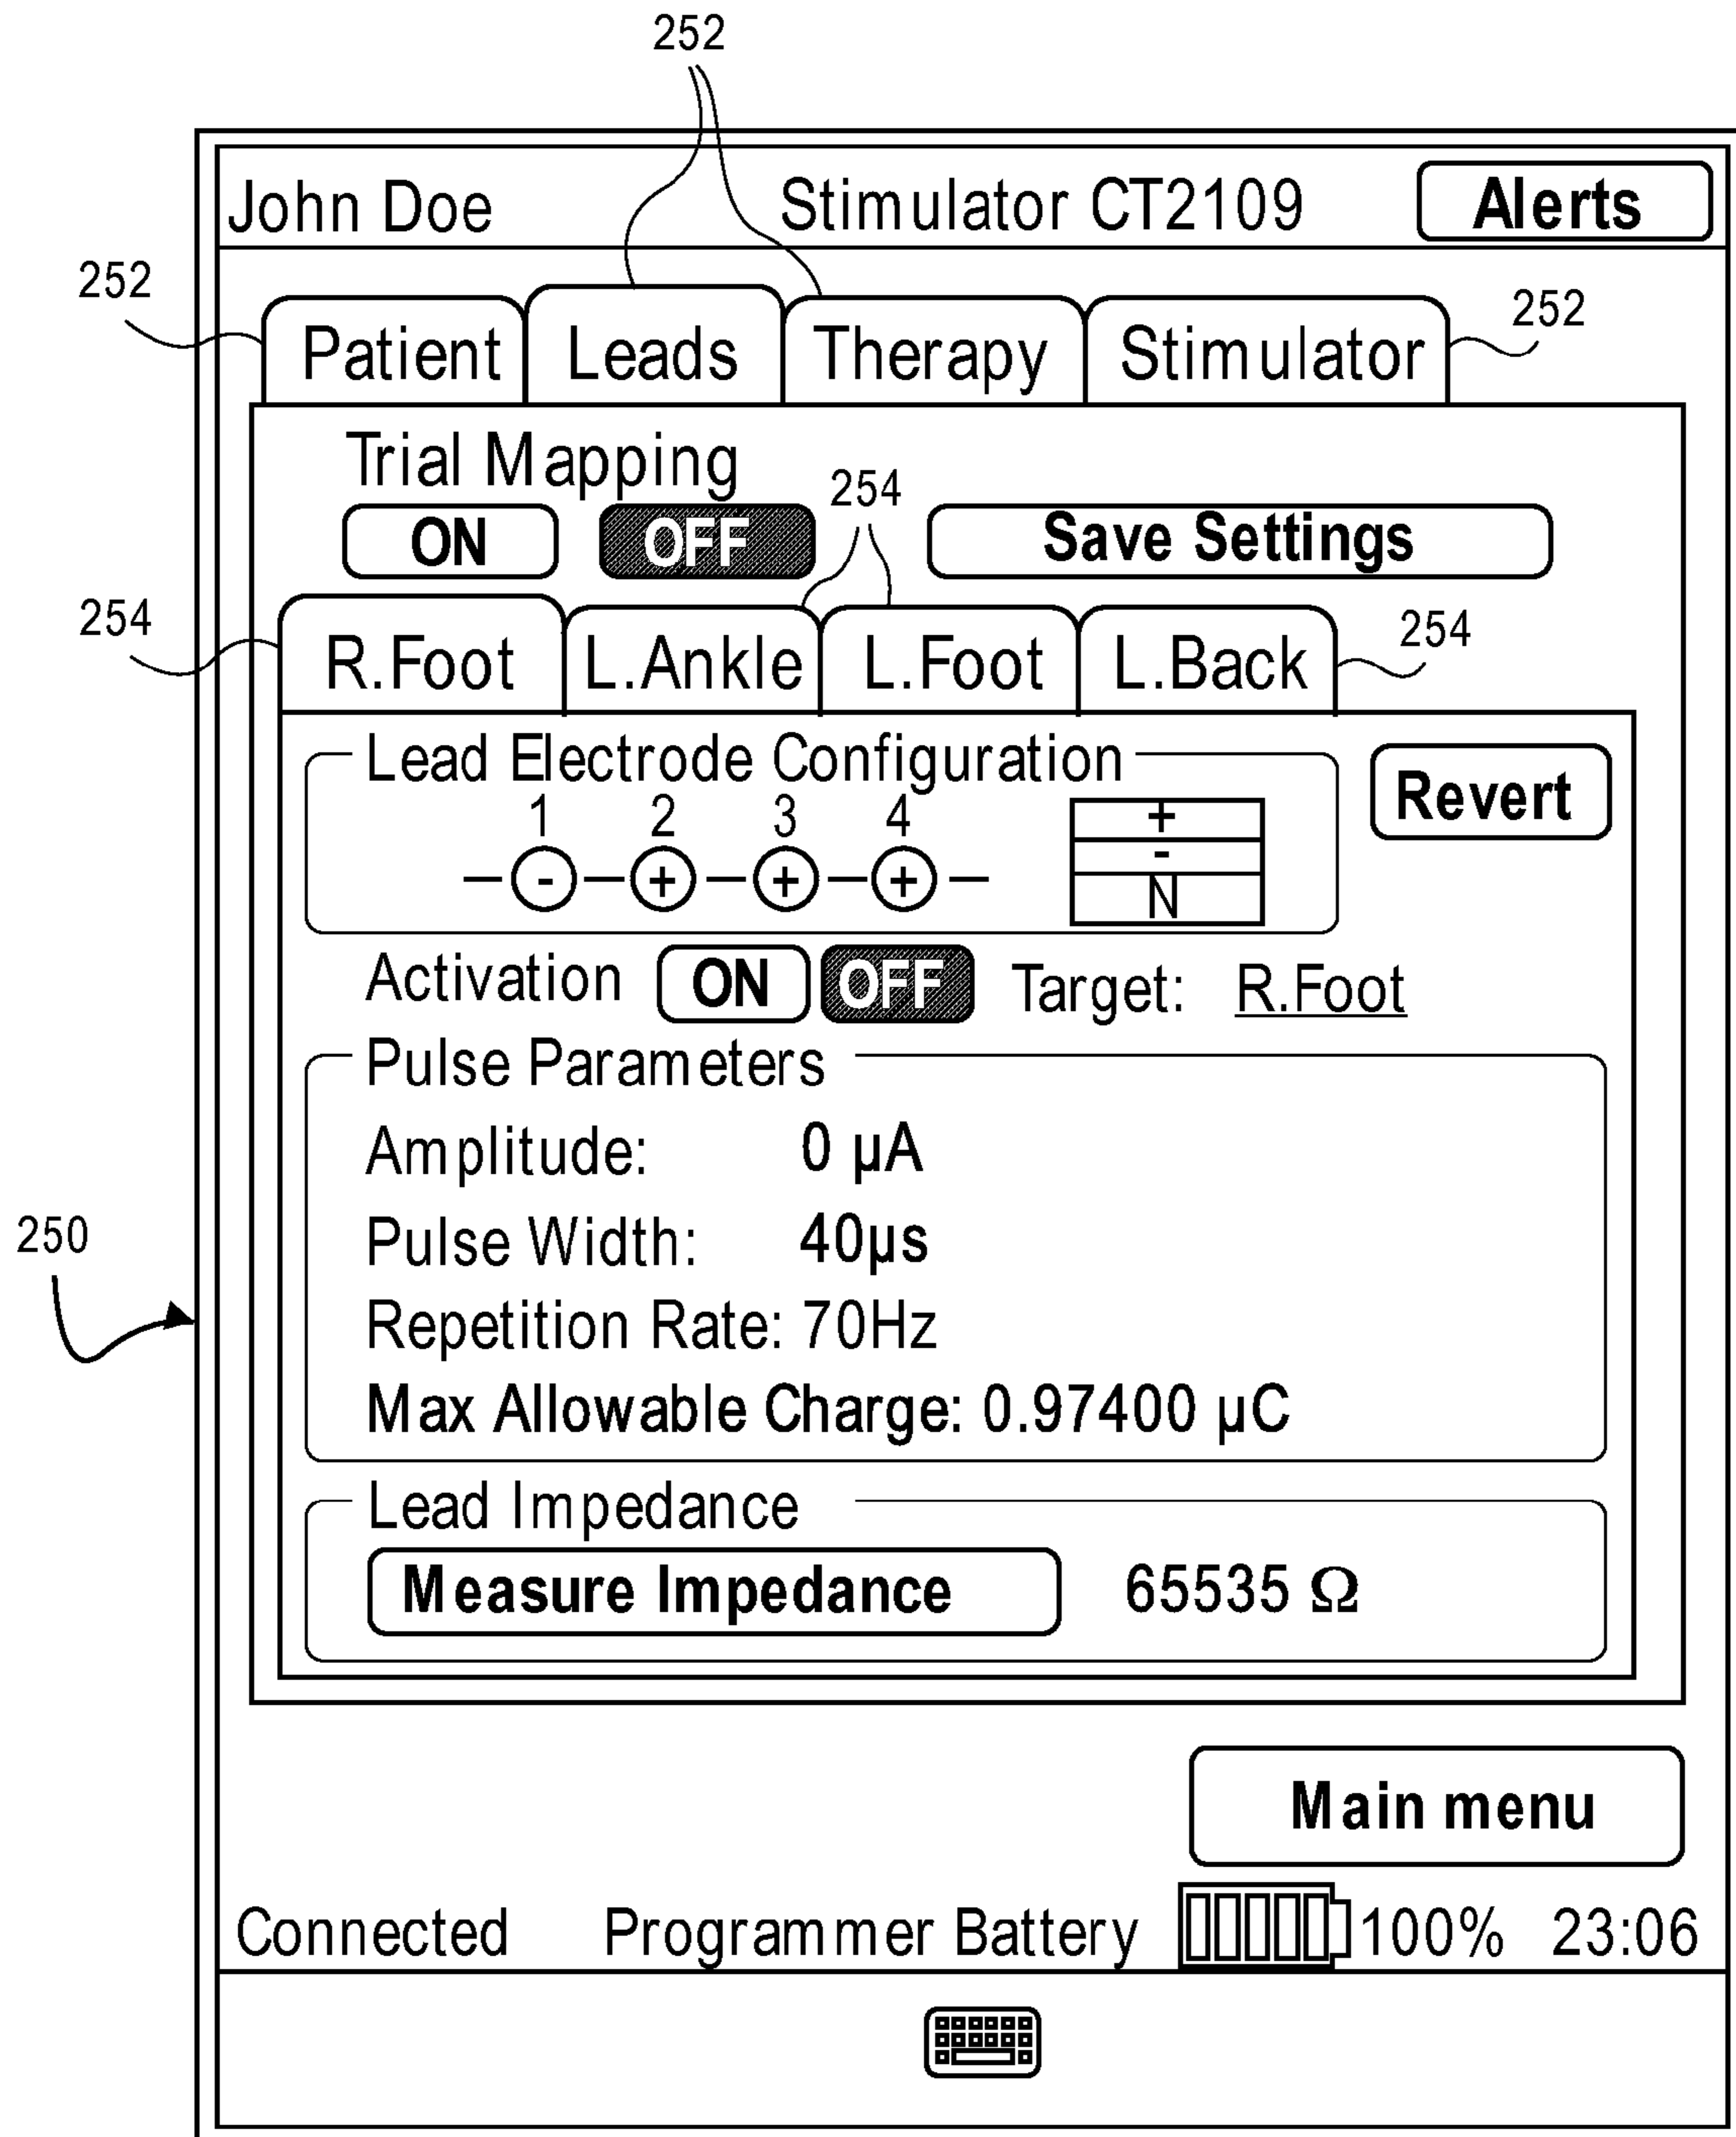 252
John Doe Stimulator CT2109 Alerts
252 252
Patient Leads Therapy Stimulator
Trial Mapping
254
ON OFF Save Settings
254 254
R.Foot L.Ankle L.Foot L.Back
Lead Electrode Configuration
Revert
1 2 3 4
+
-
N
- + + +
Activation ON OFF Target: R.Foot
Pulse Parameters
Amplitude: 0 µA
250
Pulse Width: 40µs
Repetition Rate: 70Hz
Max Allowable Charge: 0.97400 µC
Lead Impedance
Measure Impedance 65535 Ω
Main menu
Connected Programmer Battery 100% 23:06